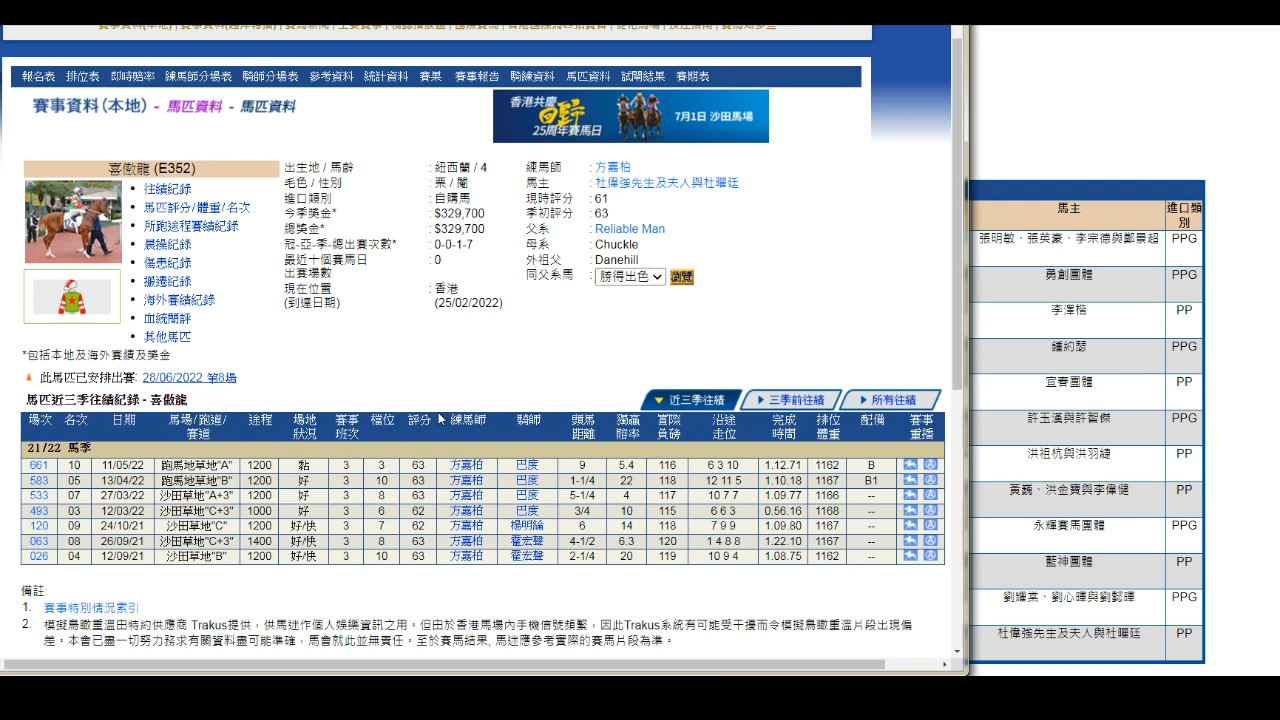 報名表 排位表 即時賠率 練馬師分場表 騎師分場表 參考資料 統計資料 賽果 賽事報告 騎練資料 馬匹資料 試閘結果 賽期表
賽事資料(本地) - 馬匹資料 - 馬匹資料
香港共慶
回歸
25周年賽馬日
7月1日 沙田馬場
喜傲龍 (E352)
往績紀錄
馬匹評分/體重/名次
所跑途程賽績紀錄
晨操紀錄
傷患紀錄
搬遷紀錄
海外賽績紀錄
血統簡評
其他馬匹
出生地 / 馬齡 : 紐西蘭 / 4
毛色 / 性別 : 栗 / 閹
進口類別 : 自購馬
今季獎金* : $329,700
總獎金* : $329,700
冠-亞-季-總出賽次數* : 0-0-1-7
最近十個賽馬日 : 0
出賽場數
現在位置 : 香港
(到達日期) (25/02/2022)
練馬師 : 方嘉柏
馬主 : 杜偉強先生及夫人與杜曜廷
現時評分 : 61
季初評分 : 63
父系 : Reliable Man
母系 : Chuckle
外祖父 : Danehill
同父系馬 : 勝得出色 瀏覽
*包括本地及海外賽績及獎金
此馬匹已安排出賽: 28/06/2022 第8場
馬匹近三季往績紀錄 - 喜傲龍
近三季往績 三季前往績 所有往績
場次 名次 日期 馬場/跑道/賽道 途程 場地狀況 賽事班次 檔位 評分 練馬師 騎師 頭馬距離 獨贏賠率 實際負磅 沿途走位 完成時間 排位體重 配備 賽事重播
21/22 馬季
661 10 11/05/22 跑馬地草地"A" 1200 黏 3 3 63 方嘉柏 巴度 9 5.4 116 6 3 10 1.12.71 1162 B
583 05 13/04/22 跑馬地草地"B" 1200 好 3 10 63 方嘉柏 巴度 1-1/4 22 118 12 11 5 1.10.18 1167 B1
533 07 27/03/22 沙田草地"A+3" 1200 好 3 8 63 方嘉柏 巴度 5-1/4 4 117 10 7 7 1.09.77 1166 --
493 03 12/03/22 沙田草地"C+3" 1000 好 3 6 62 方嘉柏 巴度 3/4 10 115 6 6 3 0.56.16 1168 --
120 09 24/10/21 沙田草地"C" 1200 好/快 3 7 62 方嘉柏 楊明綸 6 14 118 7 9 9 1.09.80 1167 --
063 08 26/09/21 沙田草地"C+3" 1400 好/快 3 8 63 方嘉柏 霍宏聲 4-1/2 6.3 120 1 4 8 8 1.22.10 1167 --
026 04 12/09/21 沙田草地"B" 1200 好/快 3 10 63 方嘉柏 霍宏聲 2-1/4 20 119 10 9 4 1.08.75 1162 --
備註:
1. 賽事特別情況索引
2. 模擬鳥瞰重溫由特約供應商 Trakus提供，供馬迷作個人娛樂資訊之用。但由於香港馬場內手機信號頻繁，因此Trakus系統有可能受干擾而令模擬鳥瞰重溫片段出現偏
差。本會已盡一切努力務求有關資料盡可能準確，馬會就此並無責任。至於賽馬結果, 馬迷應參考實際的賽馬片段為準。
馬主 進口類別
張明敏、張英豪、李宗德與鄭景超 PPG
勇創團體 PPG
李澤楷 PP
鍾約瑟 PPG
宜春團體 PP
許玉漢與許智傑 PPG
洪祖杭與洪羽緁 PP
黃金寶、洪金寶與李偉健 PP
永輝賽馬團體 PPG
藍神團體 PP
劉耀棠、劉心暉與劉懿暉 PPG
杜偉強先生及夫人與杜曜廷 PP